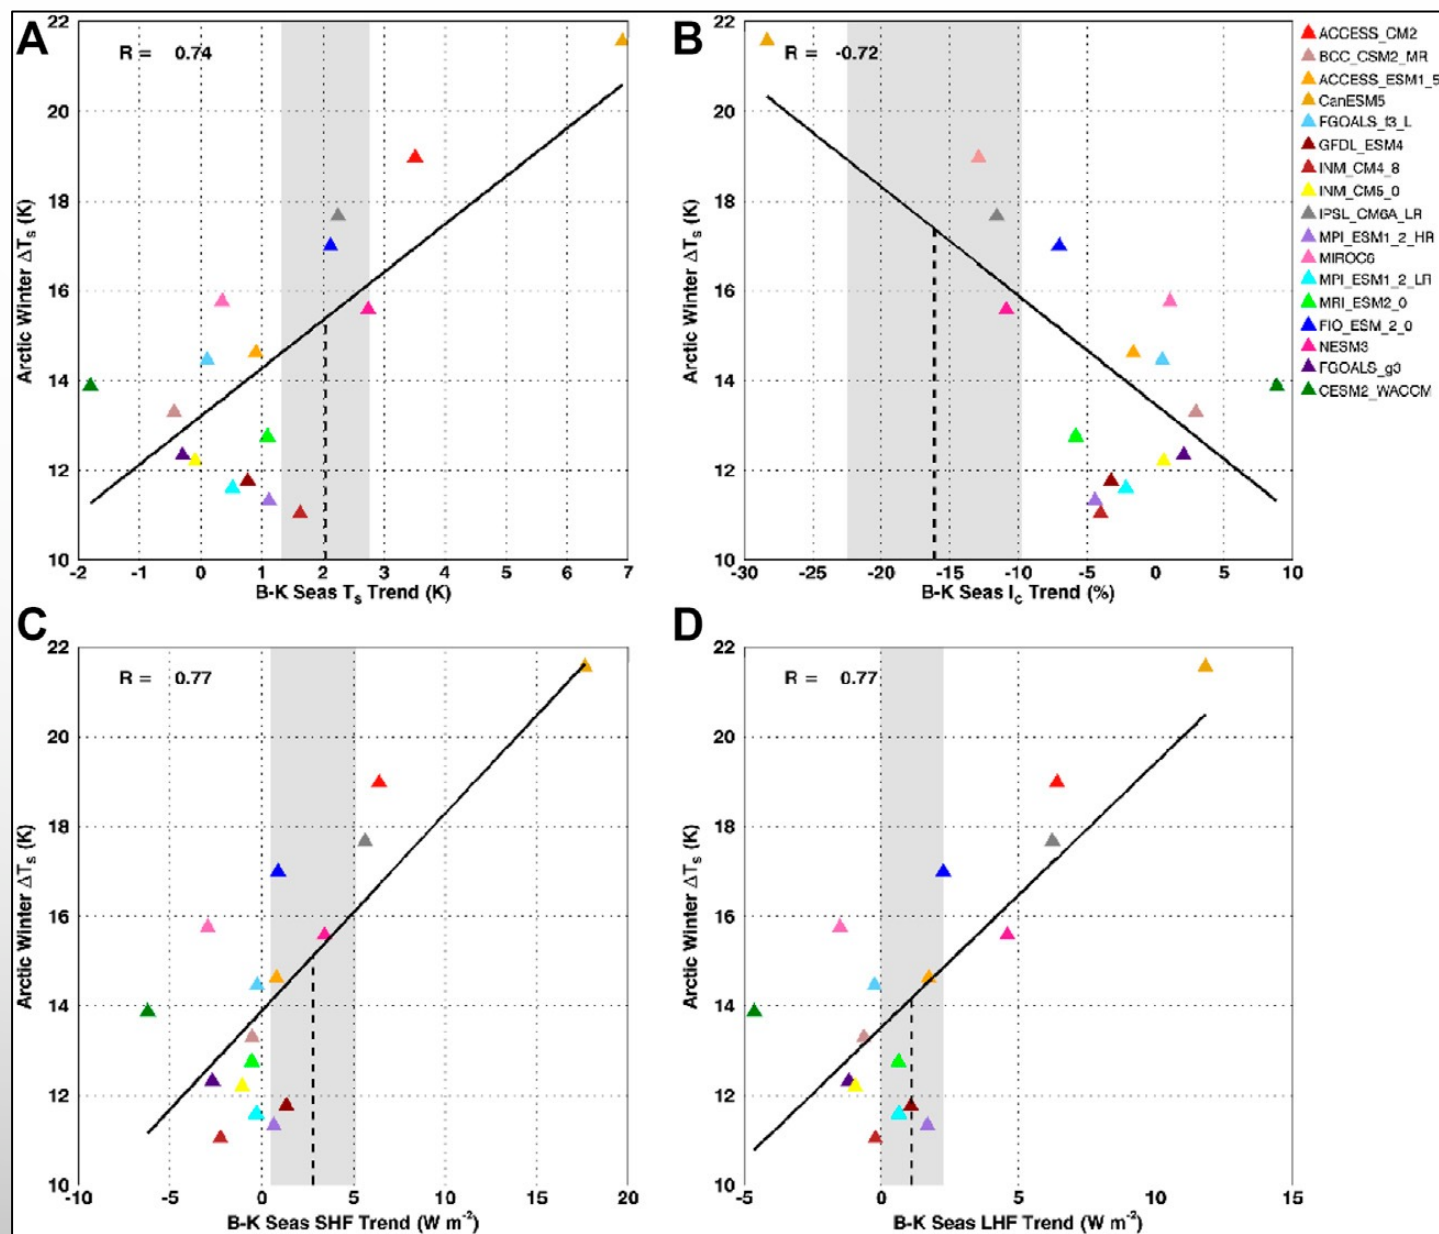 A
R = 0.74
22
20
18
16
14
12
10
Arctic Winter ΔTs (K)
-2 -1 0 1 2 3 4 5 6 7
B-K Seas Ts Trend (K)
B
R = -0.72
22
20
18
16
14
12
10
Arctic Winter ΔTs (K)
-30 -25 -20 -15 -10 -5 0 5 10
B-K Seas Ic Trend (%)
ACCESS_CM2
BCC_CSM2_MR
ACCESS_ESM1_5
CanESM5
FGOALS_f3_L
GFDL_ESM4
INM_CM4_8
INM_CM5_0
IPSL_CM6A_LR
MPI_ESM1_2_HR
MIROC6
MPI_ESM1_2_LR
MRI_ESM2_0
FIO_ESM_2_0
NESM3
FGOALS_g3
CESM2_WACCM
C
R = 0.77
22
20
18
16
14
12
10
Arctic Winter ΔTs (K)
-10 -5 0 5 10 15 20
B-K Seas SHF Trend (W m-2)
D
R = 0.77
22
20
18
16
14
12
10
Arctic Winter ΔTs (K)
-5 0 5 10 15
B-K Seas LHF Trend (W m-2)